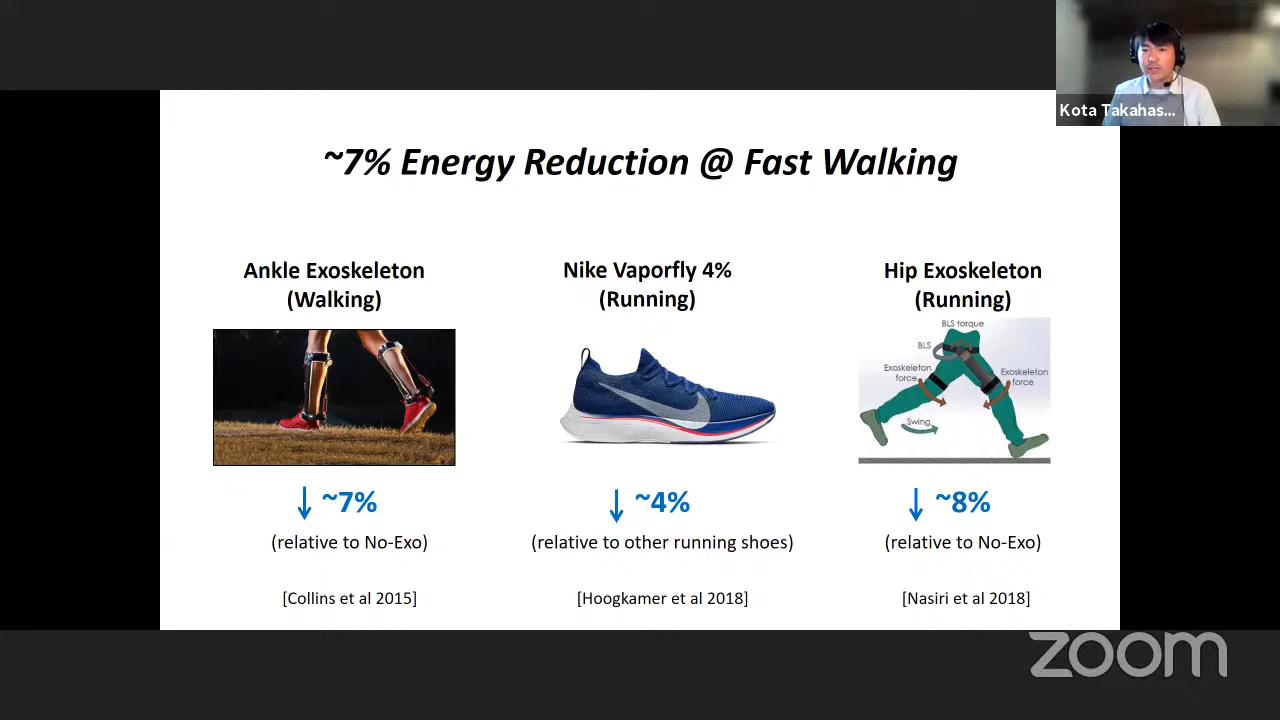 Kota Takahas...
~7% Energy Reduction @ Fast Walking
Ankle Exoskeleton
(Walking)
Nike Vaporfly 4%
(Running)
Hip Exoskeleton
(Running)
BLS torque
BLS
Exoskeleton
force
Exoskeleton
force
Swing
↓ ~7%
(relative to No-Exo)
[Collins et al 2015]
↓ ~4%
(relative to other running shoes)
[Hoogkamer et al 2018]
↓ ~8%
(relative to No-Exo)
[Nasiri et al 2018]
zoom